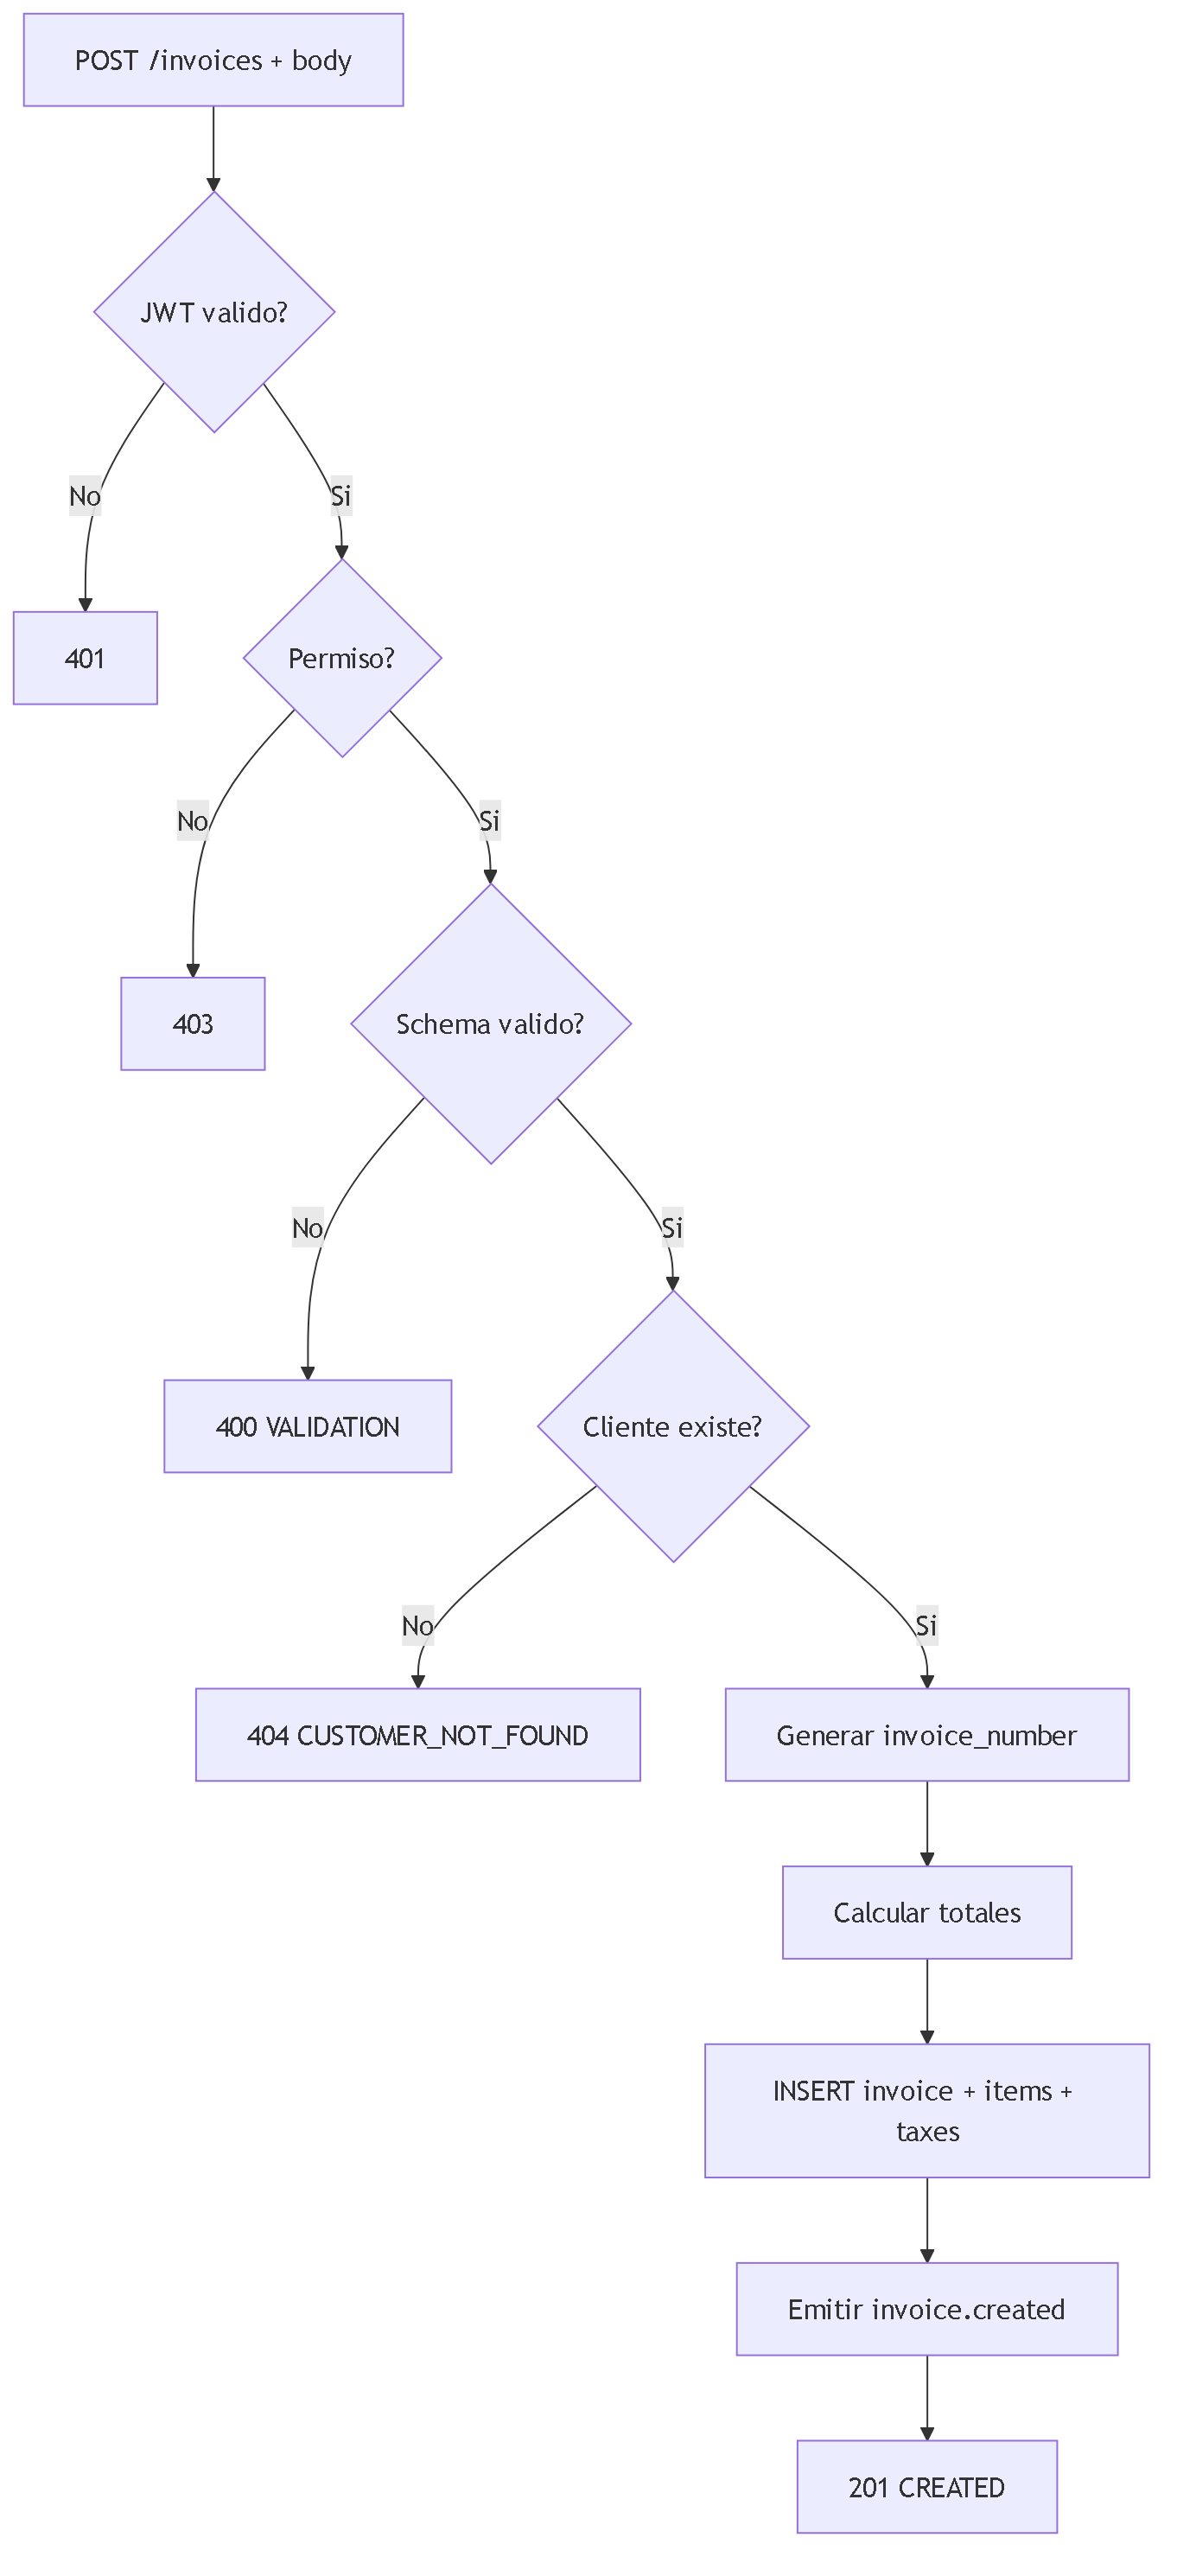 POST /invoices + body
JWT valido?
No
Si
401
Permiso?
No
Si
403
Schema valido?
No
Si
400 VALIDATION
Cliente existe?
No
Si
404 CUSTOMER_NOT_FOUND
Generar invoice_number
Calcular totales
INSERT invoice + items +
taxes
Emitir invoice.created
201 CREATED